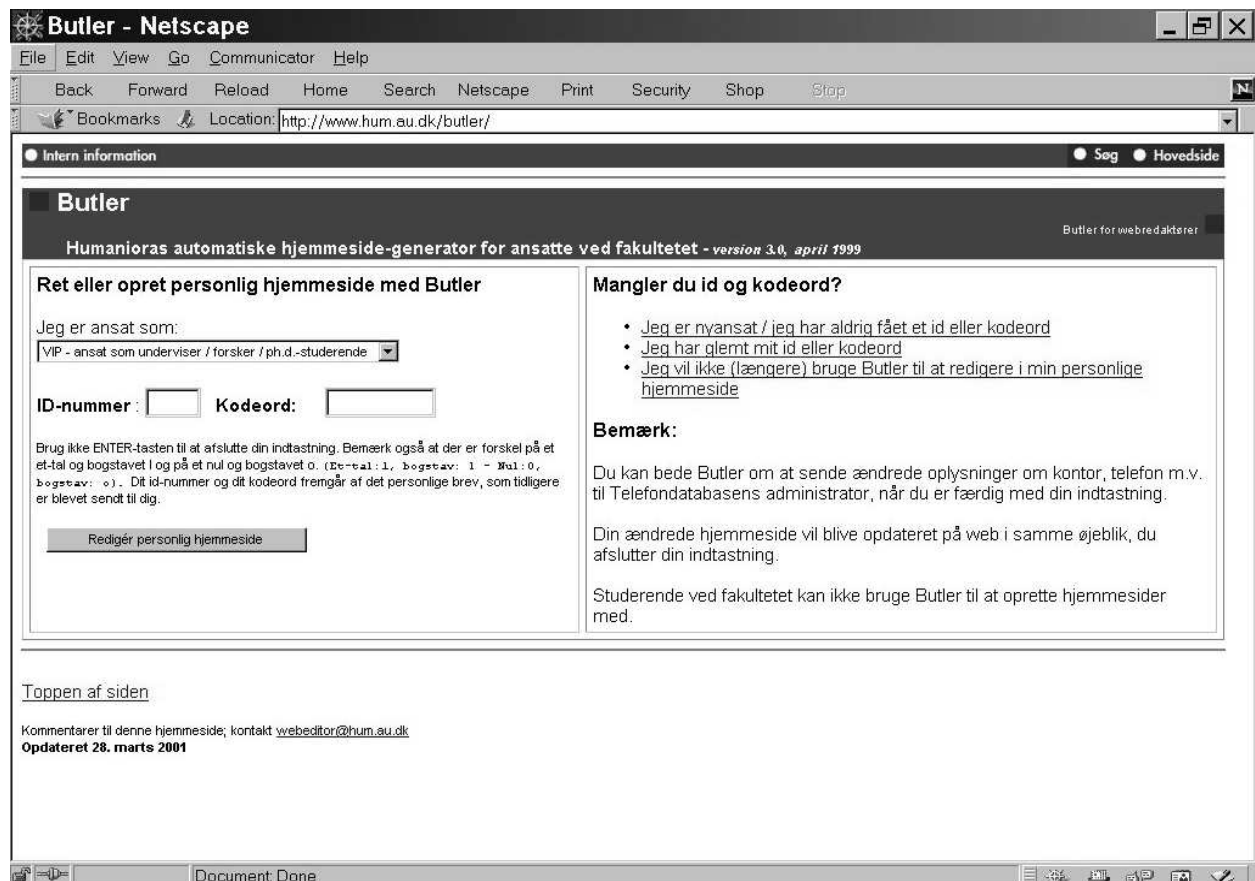 Butler - Netscape
File Edit View Go Communicator Help
Back Forward Reload Home Search Netscape Print Security Shop Stop
N
Bookmarks Location: http://www.hum.au.dk/butler/
Intern information Søg Hovedside
Butler
Butler for webredaktører
Humanioras automatiske hjemmeside-generator for ansatte ved fakultetet - version 3.0, april 1999
Ret eller opret personlig hjemmeside med Butler
Jeg er ansat som:
VIP - ansat som underviser / forsker / ph.d.-studerende
ID-nummer : Kodeord:
Brug ikke ENTER-tasten til at afslutte din indtastning. Bemærk også at der er forskel på et
et-tal og bogstavet l og på et nul og bogstavet o. (Et-tal:1, bogstav: l - Nul:0,
bogstav: o). Dit id-nummer og dit kodeord fremgår af det personlige brev, som tidligere
er blevet sendt til dig.
Redigér personlig hjemmeside
Mangler du id og kodeord?
• Jeg er nyansat / jeg har aldrig fået et id eller kodeord
• Jeg har glemt mit id eller kodeord
• Jeg vil ikke (længere) bruge Butler til at redigere i min personlige
hjemmeside
Bemærk:
Du kan bede Butler om at sende ændrede oplysninger om kontor, telefon m.v.
til Telefondatabasens administrator, når du er færdig med din indtastning.
Din ændrede hjemmeside vil blive opdateret på web i samme øjeblik, du
afslutter din indtastning.
Studerende ved fakultetet kan ikke bruge Butler til at oprette hjemmesider
med.
Toppen af siden
Kommentarer til denne hjemmeside; kontakt webeditor@hum.au.dk
Opdateret 28. marts 2001
Document: Done